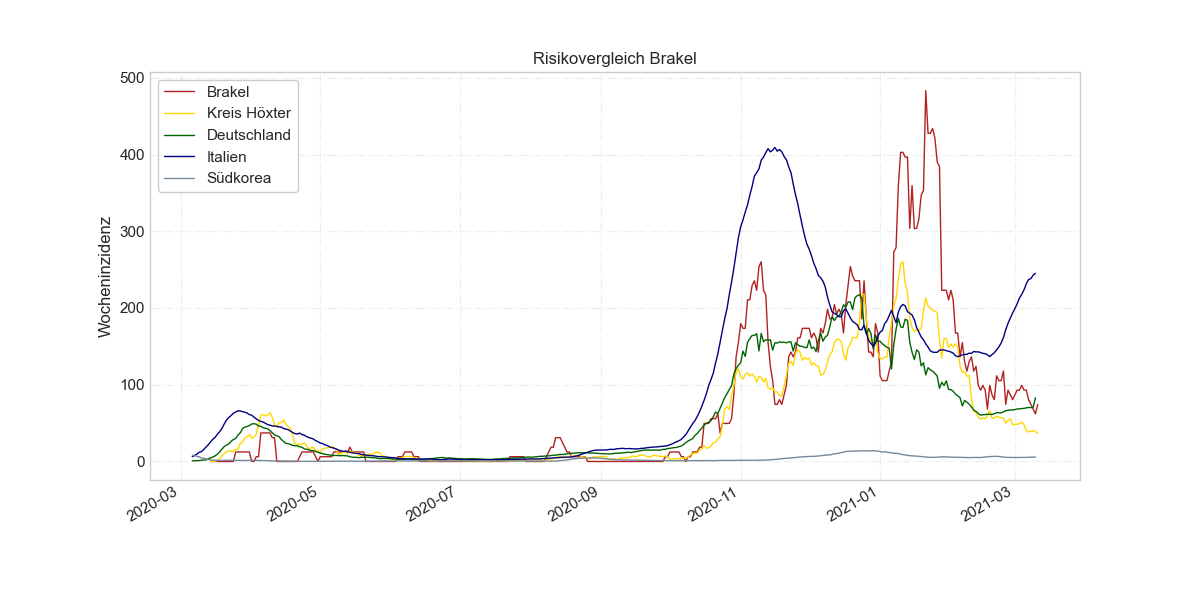 Risikovergleich Brakel
Wocheninzidenz
500
400
300
200
100
0
Brakel
Kreis Höxter
Deutschland
Italien
Südkorea
2020-03
2020-05
2020-07
2020-09
2020-11
2021-01
2021-03